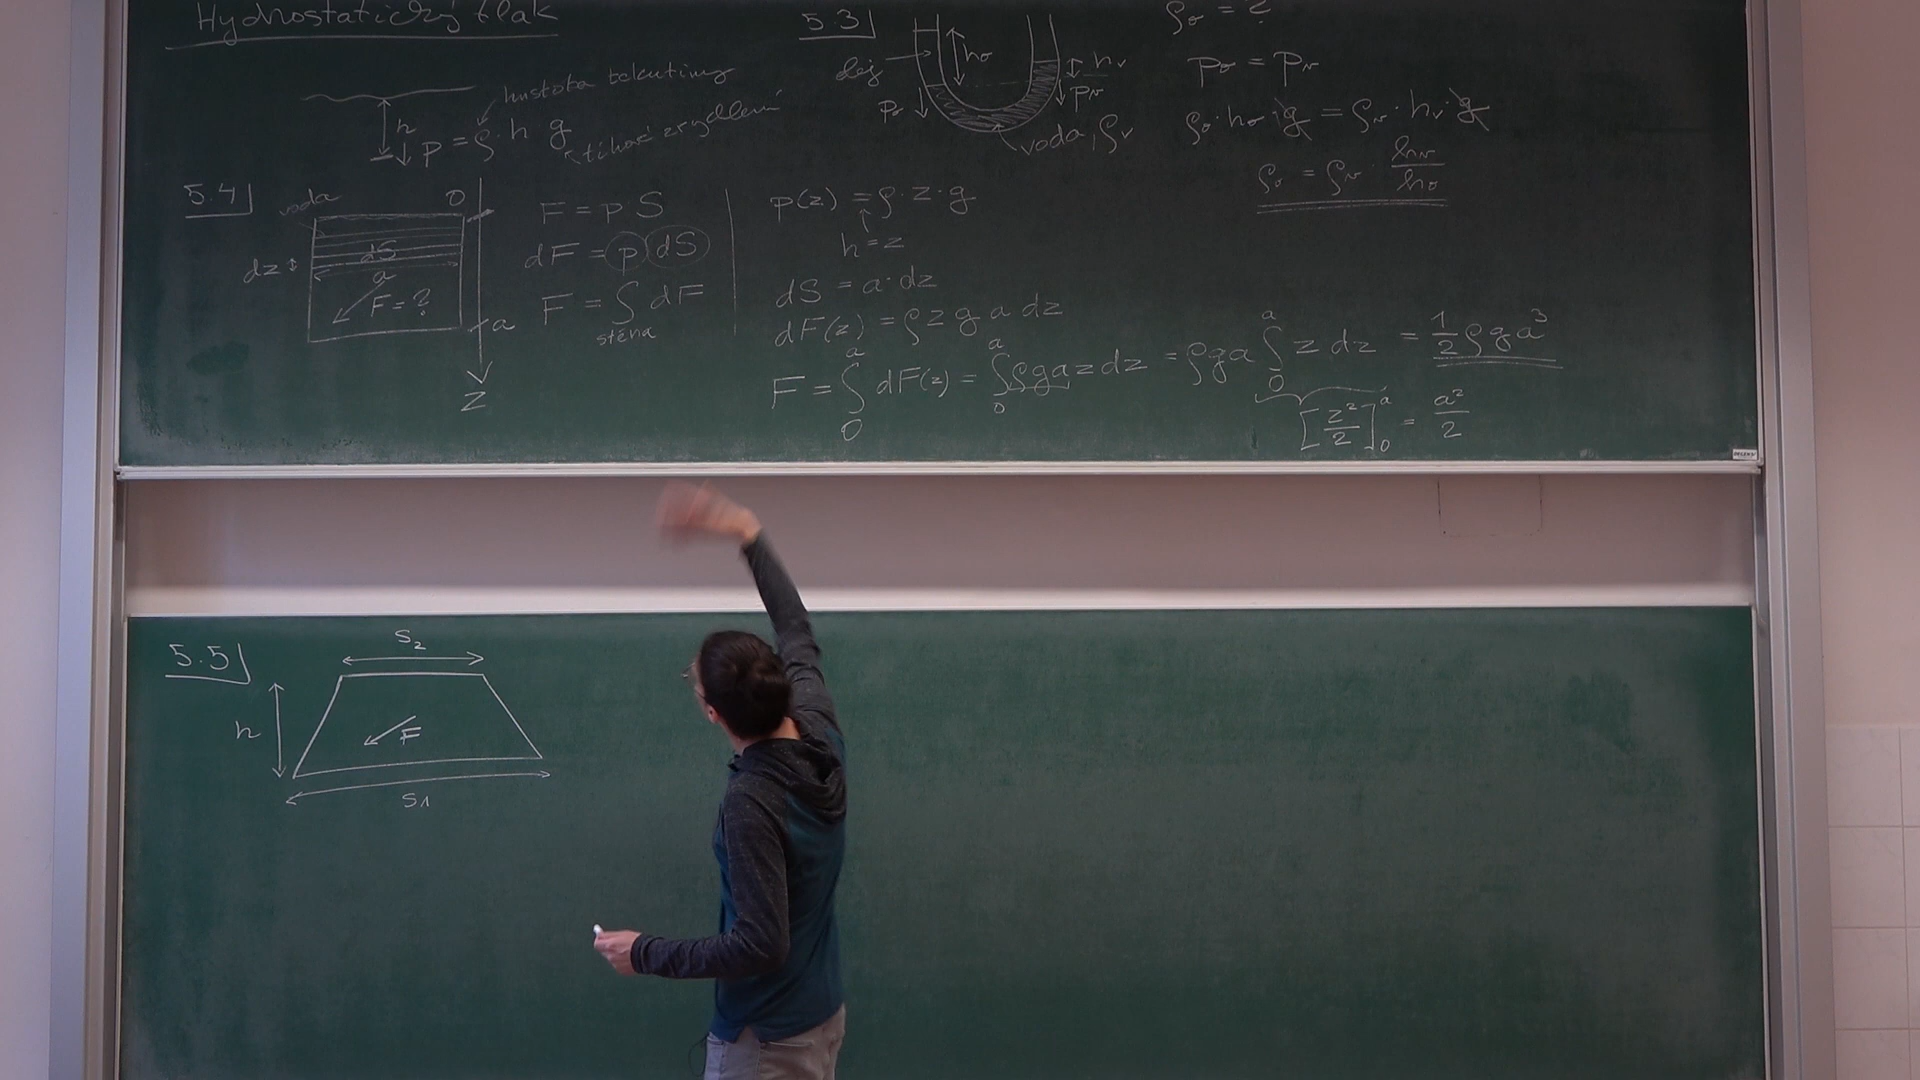 Hydrostatický tlak
h
p = ρ · h g
hustota tekutiny
tíhové zrychlení
5.3
olej
h₀
hᵥ
p₀
pᵥ
voda, ρᵥ
ρ₀ = ?
p₀ = pᵥ
ρ₀ · h₀ · g = ρᵥ · hᵥ · g
ρ₀ = ρᵥ · hᵥ/h₀
5.4
voda
0
dz
dS
a
F = ?
a
z
F = p · S
dF = p dS
F = ∫ dF
stěna
p(z) = ρ · z · g
h = z
dS = a · dz
dF(z) = ρ z g a dz
F = ∫₀ᵃ dF(z) = ∫₀ᵃ ρgaz dz = ρga ∫₀ᵃ z dz = 1/2 ρga³
[z²/2]₀ᵃ = a²/2
5.5
s₂
h
F
s₁